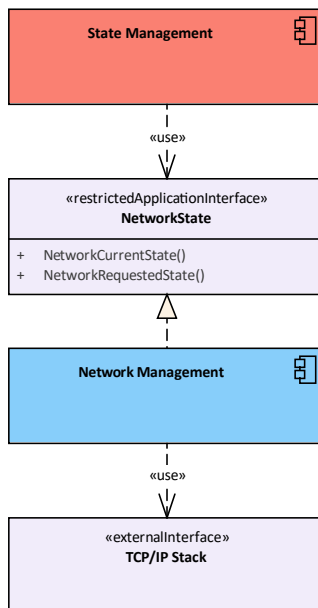 State Management
«use»
«restrictedApplicationInterface»
NetworkState
+ NetworkCurrentState()
+ NetworkRequestedState()
Network Management
«use»
«externalInterface»
TCP/IP Stack